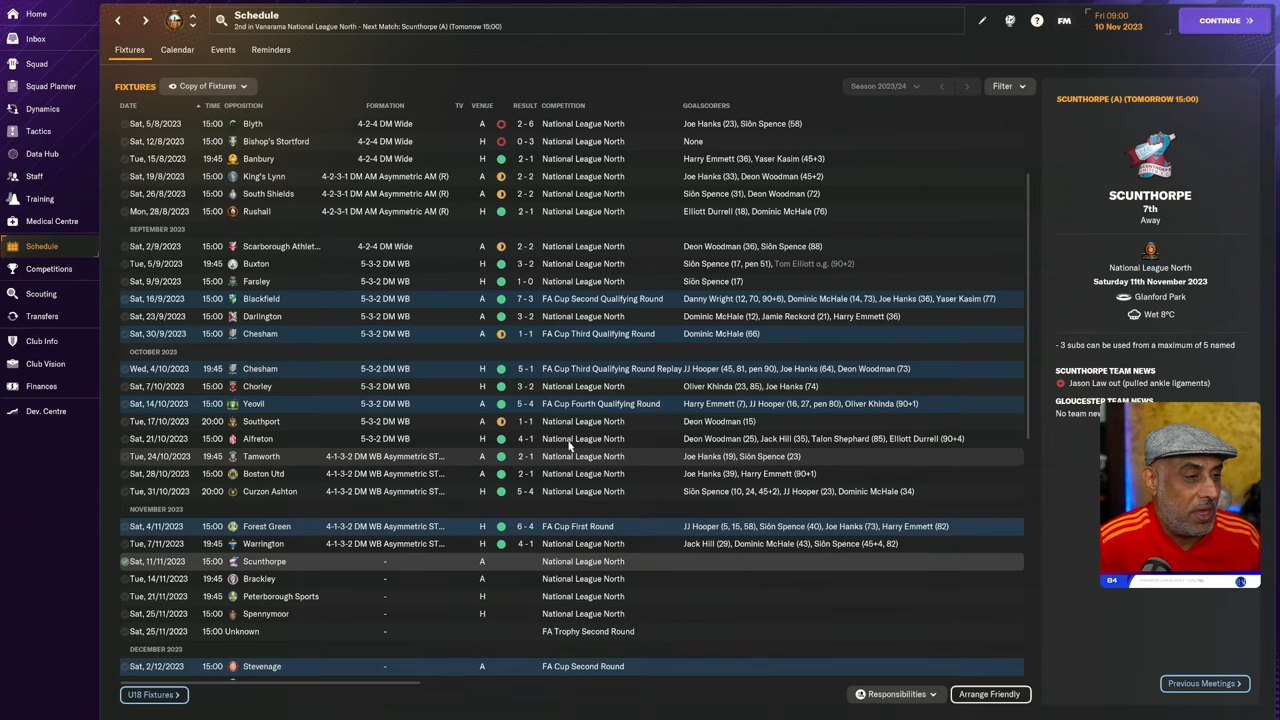 Home
Inbox
Squad
Squad Planner
Dynamics
Tactics
Data Hub
Staff
Training
Medical Centre
Schedule
Competitions
Scouting
Transfers
Club Info
Club Vision
Finances
Dev. Centre
Schedule
2nd in Vanarama National League North - Next Match: Scunthorpe (A) (Tomorrow 15:00)
? FM
Fri 09:00
10 Nov 2023
CONTINUE
Fixtures Calendar Events Reminders
FIXTURES Copy of Fixtures Season 2023/24 Filter
DATE TIME OPPOSITION FORMATION TV VENUE RESULT COMPETITION GOALSCORERS
Sat, 5/8/2023 15:00 Blyth 4-2-4 DM Wide A 2 - 6 National League North Joe Hanks (23), Siôn Spence (58)
Sat, 12/8/2023 15:00 Bishop's Stortford 4-2-4 DM Wide H 0 - 3 National League North None
Tue, 15/8/2023 19:45 Banbury 4-2-4 DM Wide H 2 - 1 National League North Harry Emmett (36), Yaser Kasim (45+3)
Sat, 19/8/2023 15:00 King's Lynn 4-2-3-1 DM AM Asymmetric AM (R) A 2 - 2 National League North Joe Hanks (33), Deon Woodman (45+2)
Sat, 26/8/2023 15:00 South Shields 4-2-3-1 DM AM Asymmetric AM (R) A 2 - 2 National League North Siôn Spence (31), Deon Woodman (72)
Mon, 28/8/2023 15:00 Rushall 4-2-3-1 DM AM Asymmetric AM (R) H 2 - 1 National League North Elliott Durrell (18), Dominic McHale (76)
SEPTEMBER 2023
Sat, 2/9/2023 15:00 Scarborough Athlet... 4-2-4 DM Wide A 2 - 2 National League North Deon Woodman (36), Siôn Spence (88)
Tue, 5/9/2023 19:45 Buxton 5-3-2 DM WB H 3 - 2 National League North Siôn Spence (17, pen 51), Tom Elliott o.g. (90+2)
Sat, 9/9/2023 15:00 Farsley 5-3-2 DM WB H 1 - 0 National League North Siôn Spence (17)
Sat, 16/9/2023 15:00 Blackfield 5-3-2 DM WB A 7 - 3 FA Cup Second Qualifying Round Danny Wright (12, 70, 90+6), Dominic McHale (14, 73), Joe Hanks (36), Yaser Kasim (77)
Sat, 23/9/2023 15:00 Darlington 5-3-2 DM WB A 3 - 2 National League North Dominic McHale (12), Jamie Reckord (21), Harry Emmett (36)
Sat, 30/9/2023 15:00 Chesham 5-3-2 DM WB A 1 - 1 FA Cup Third Qualifying Round Dominic McHale (66)
OCTOBER 2023
Wed, 4/10/2023 19:45 Chesham 5-3-2 DM WB H 5 - 1 FA Cup Third Qualifying Round Replay JJ Hooper (45, 81, pen 90), Joe Hanks (64), Deon Woodman (73)
Sat, 7/10/2023 15:00 Chorley 5-3-2 DM WB H 3 - 2 National League North Oliver Khinda (23, 85), Joe Hanks (74)
Sat, 14/10/2023 15:00 Yeovil 5-3-2 DM WB H 5 - 4 FA Cup Fourth Qualifying Round Harry Emmett (7), JJ Hooper (16, 27, pen 80), Oliver Khinda (90+1)
Tue, 17/10/2023 20:00 Southport 5-3-2 DM WB A 1 - 1 National League North Deon Woodman (15)
Sat, 21/10/2023 15:00 Alfreton 5-3-2 DM WB H 4 - 1 National League North Deon Woodman (25), Jack Hill (35), Talon Shephard (85), Elliott Durrell (90+4)
Tue, 24/10/2023 19:45 Tamworth 4-1-3-2 DM WB Asymmetric ST... A 2 - 1 National League North Joe Hanks (19), Siôn Spence (23)
Sat, 28/10/2023 15:00 Boston Utd 4-1-3-2 DM WB Asymmetric ST... A 2 - 1 National League North Joe Hanks (39), Harry Emmett (90+1)
Tue, 31/10/2023 20:00 Curzon Ashton 4-1-3-2 DM WB Asymmetric ST... H 5 - 4 National League North Siôn Spence (10, 24, 45+2), JJ Hooper (23), Dominic McHale (34)
NOVEMBER 2023
Sat, 4/11/2023 15:00 Forest Green 4-1-3-2 DM WB Asymmetric ST... H 6 - 4 FA Cup First Round JJ Hooper (5, 15, 58), Siôn Spence (40), Joe Hanks (73), Harry Emmett (82)
Tue, 7/11/2023 19:45 Warrington 4-1-3-2 DM WB Asymmetric ST... H 4 - 1 National League North Jack Hill (29), Dominic McHale (43), Siôn Spence (45+4, 82)
Sat, 11/11/2023 15:00 Scunthorpe - A National League North
Tue, 14/11/2023 19:45 Brackley - A National League North
Tue, 21/11/2023 19:45 Peterborough Sports - H National League North
Sat, 25/11/2023 15:00 Spennymoor - H National League North
Sat, 25/11/2023 15:00 Unknown - FA Trophy Second Round
DECEMBER 2023
Sat, 2/12/2023 15:00 Stevenage - A FA Cup Second Round
U18 Fixtures Responsibilities Arrange Friendly
SCUNTHORPE (A) (TOMORROW 15:00)
SCUNTHORPE
7th
Away
National League North
Saturday 11th November 2023
Glanford Park
Wet 8°C
- 3 subs can be used from a maximum of 5 named
SCUNTHORPE TEAM NEWS
Jason Law out (pulled ankle ligaments)
GLOUCESTER TEAM NEWS
No team
84
Previous Meetings